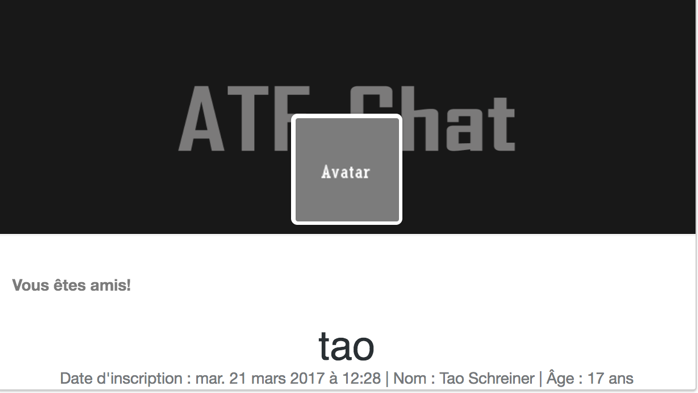 ATF Chat
Avatar
Vous êtes amis!
tao
Date d'inscription : mar. 21 mars 2017 à 12:28 | Nom : Tao Schreiner | Âge : 17 ans